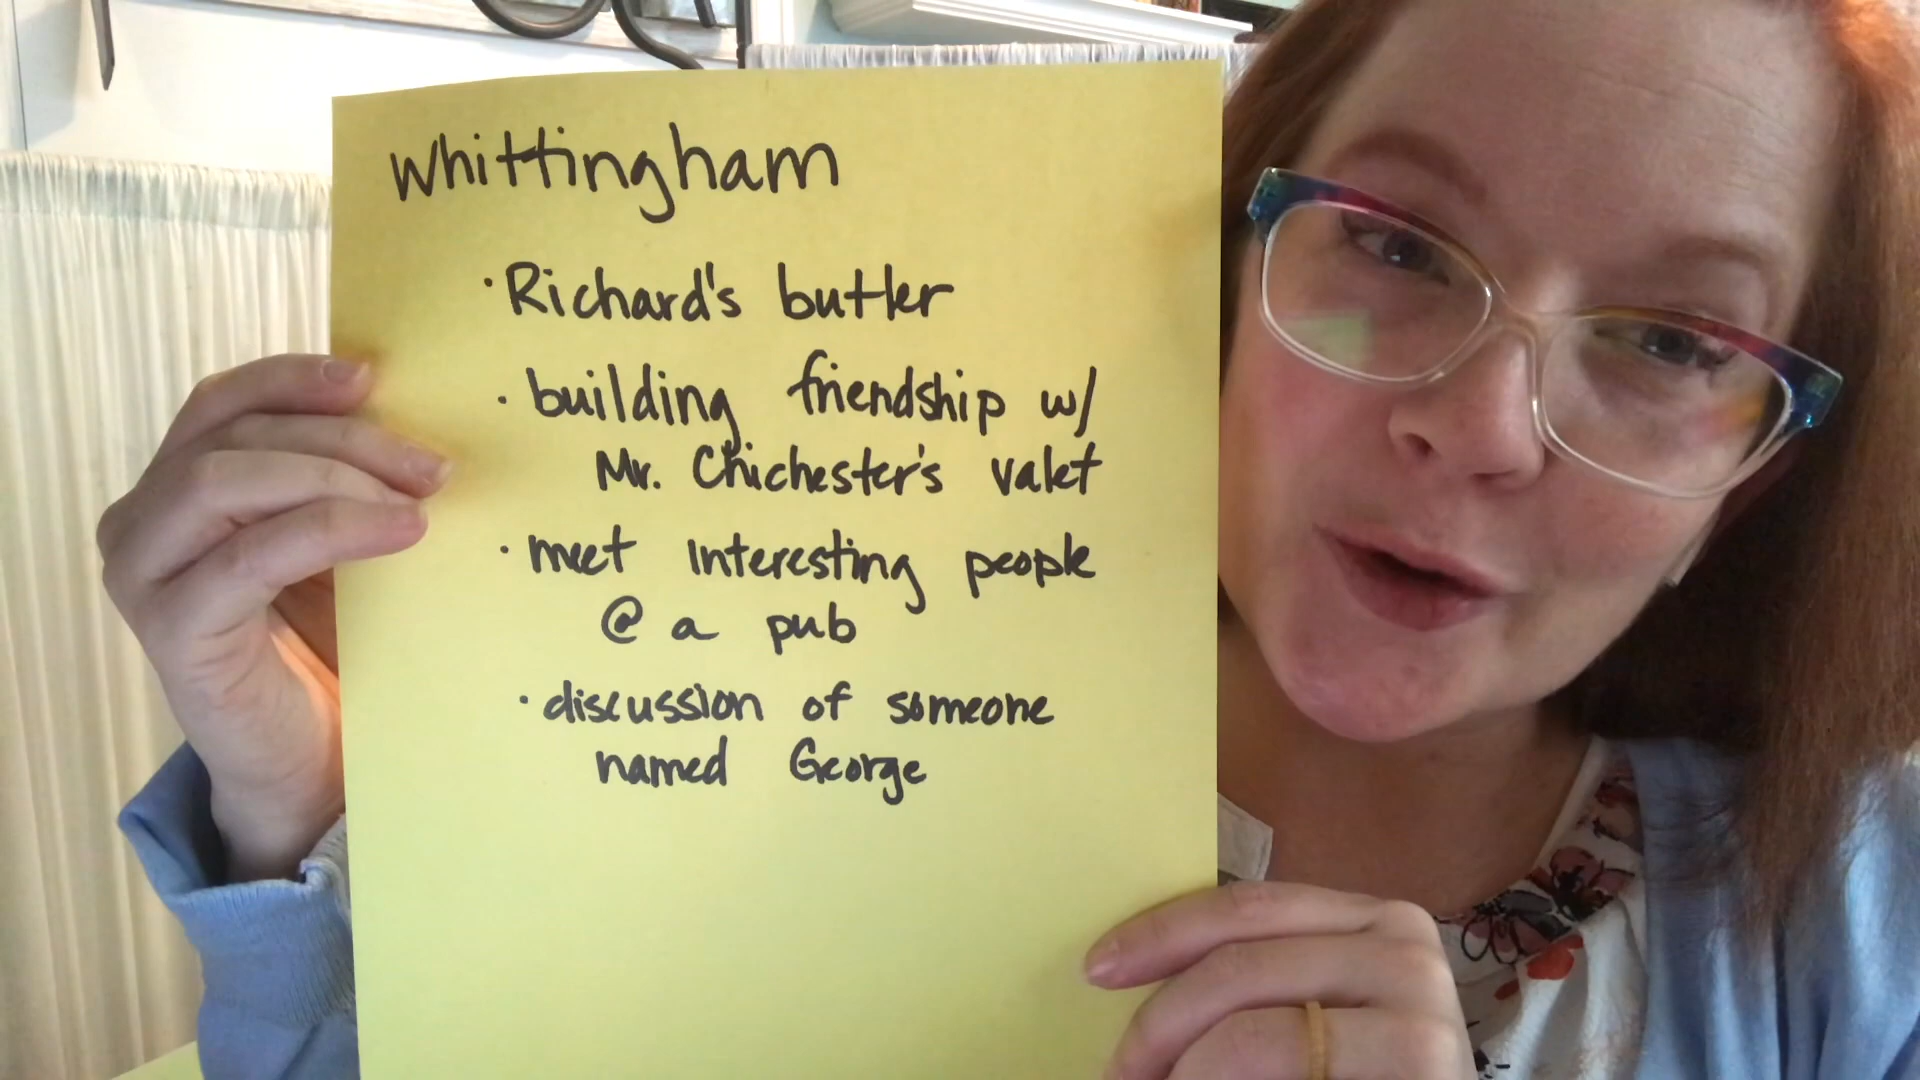 Whittingham
· Richard's butler
· building friendship w/
Mr. Chichester's valet
· meet interesting people
@ a pub
· discussion of someone
named George